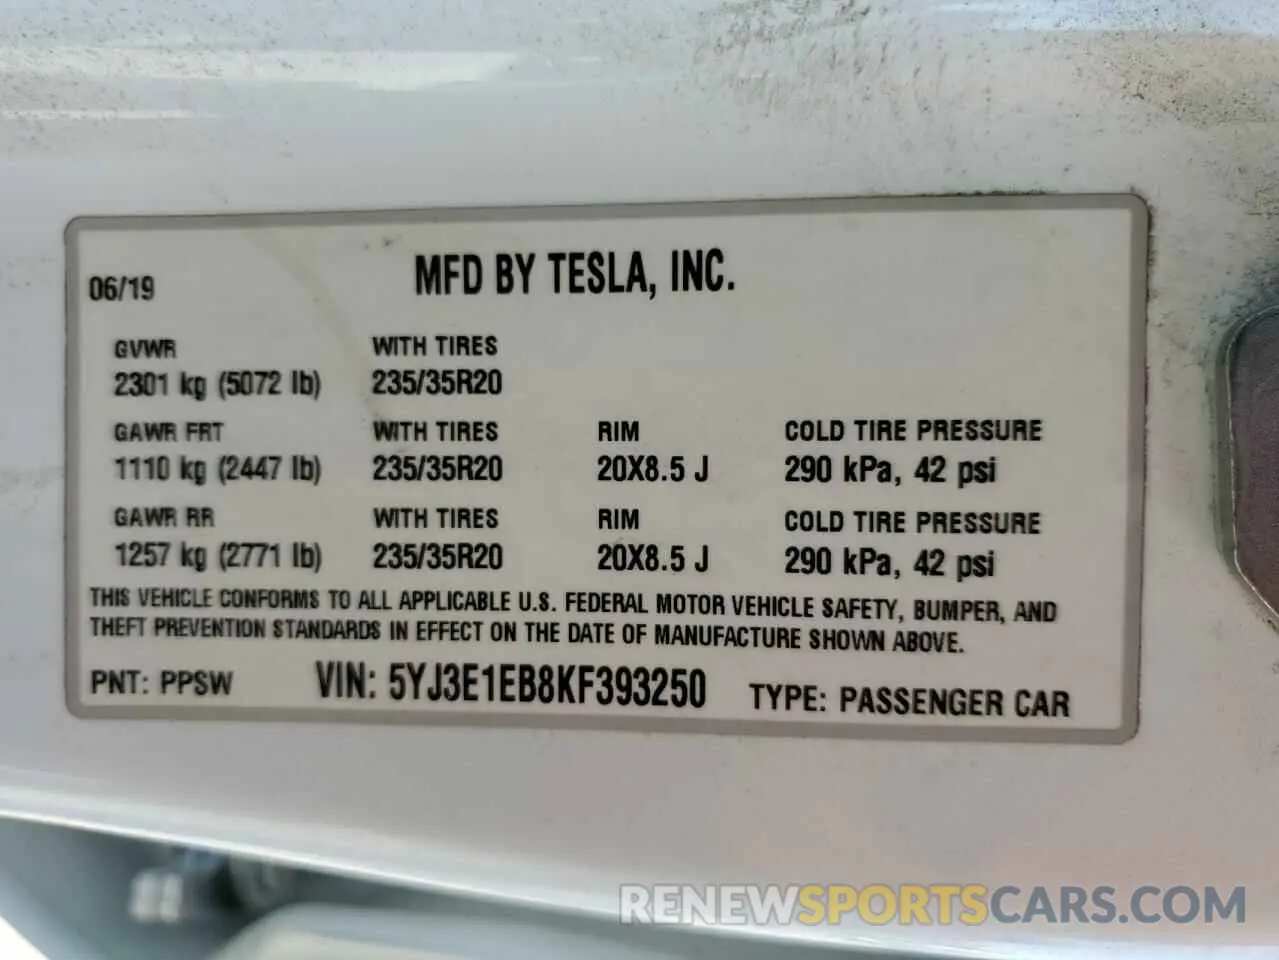 06/19 MFD BY TESLA, INC.
GVWR WITH TIRES
2301 kg (5072 lb) 235/35R20
GAWR FRT WITH TIRES RIM COLD TIRE PRESSURE
1110 kg (2447 lb) 235/35R20 20X8.5 J 290 kPa, 42 psi
GAWR RR WITH TIRES RIM COLD TIRE PRESSURE
1257 kg (2771 lb) 235/35R20 20X8.5 J 290 kPa, 42 psi
THIS VEHICLE CONFORMS TO ALL APPLICABLE U.S. FEDERAL MOTOR VEHICLE SAFETY, BUMPER, AND
THEFT PREVENTION STANDARDS IN EFFECT ON THE DATE OF MANUFACTURE SHOWN ABOVE.
PNT: PPSW VIN: 5YJ3E1EB8KF393250 TYPE: PASSENGER CAR
RENEWSPORTSCARS.COM